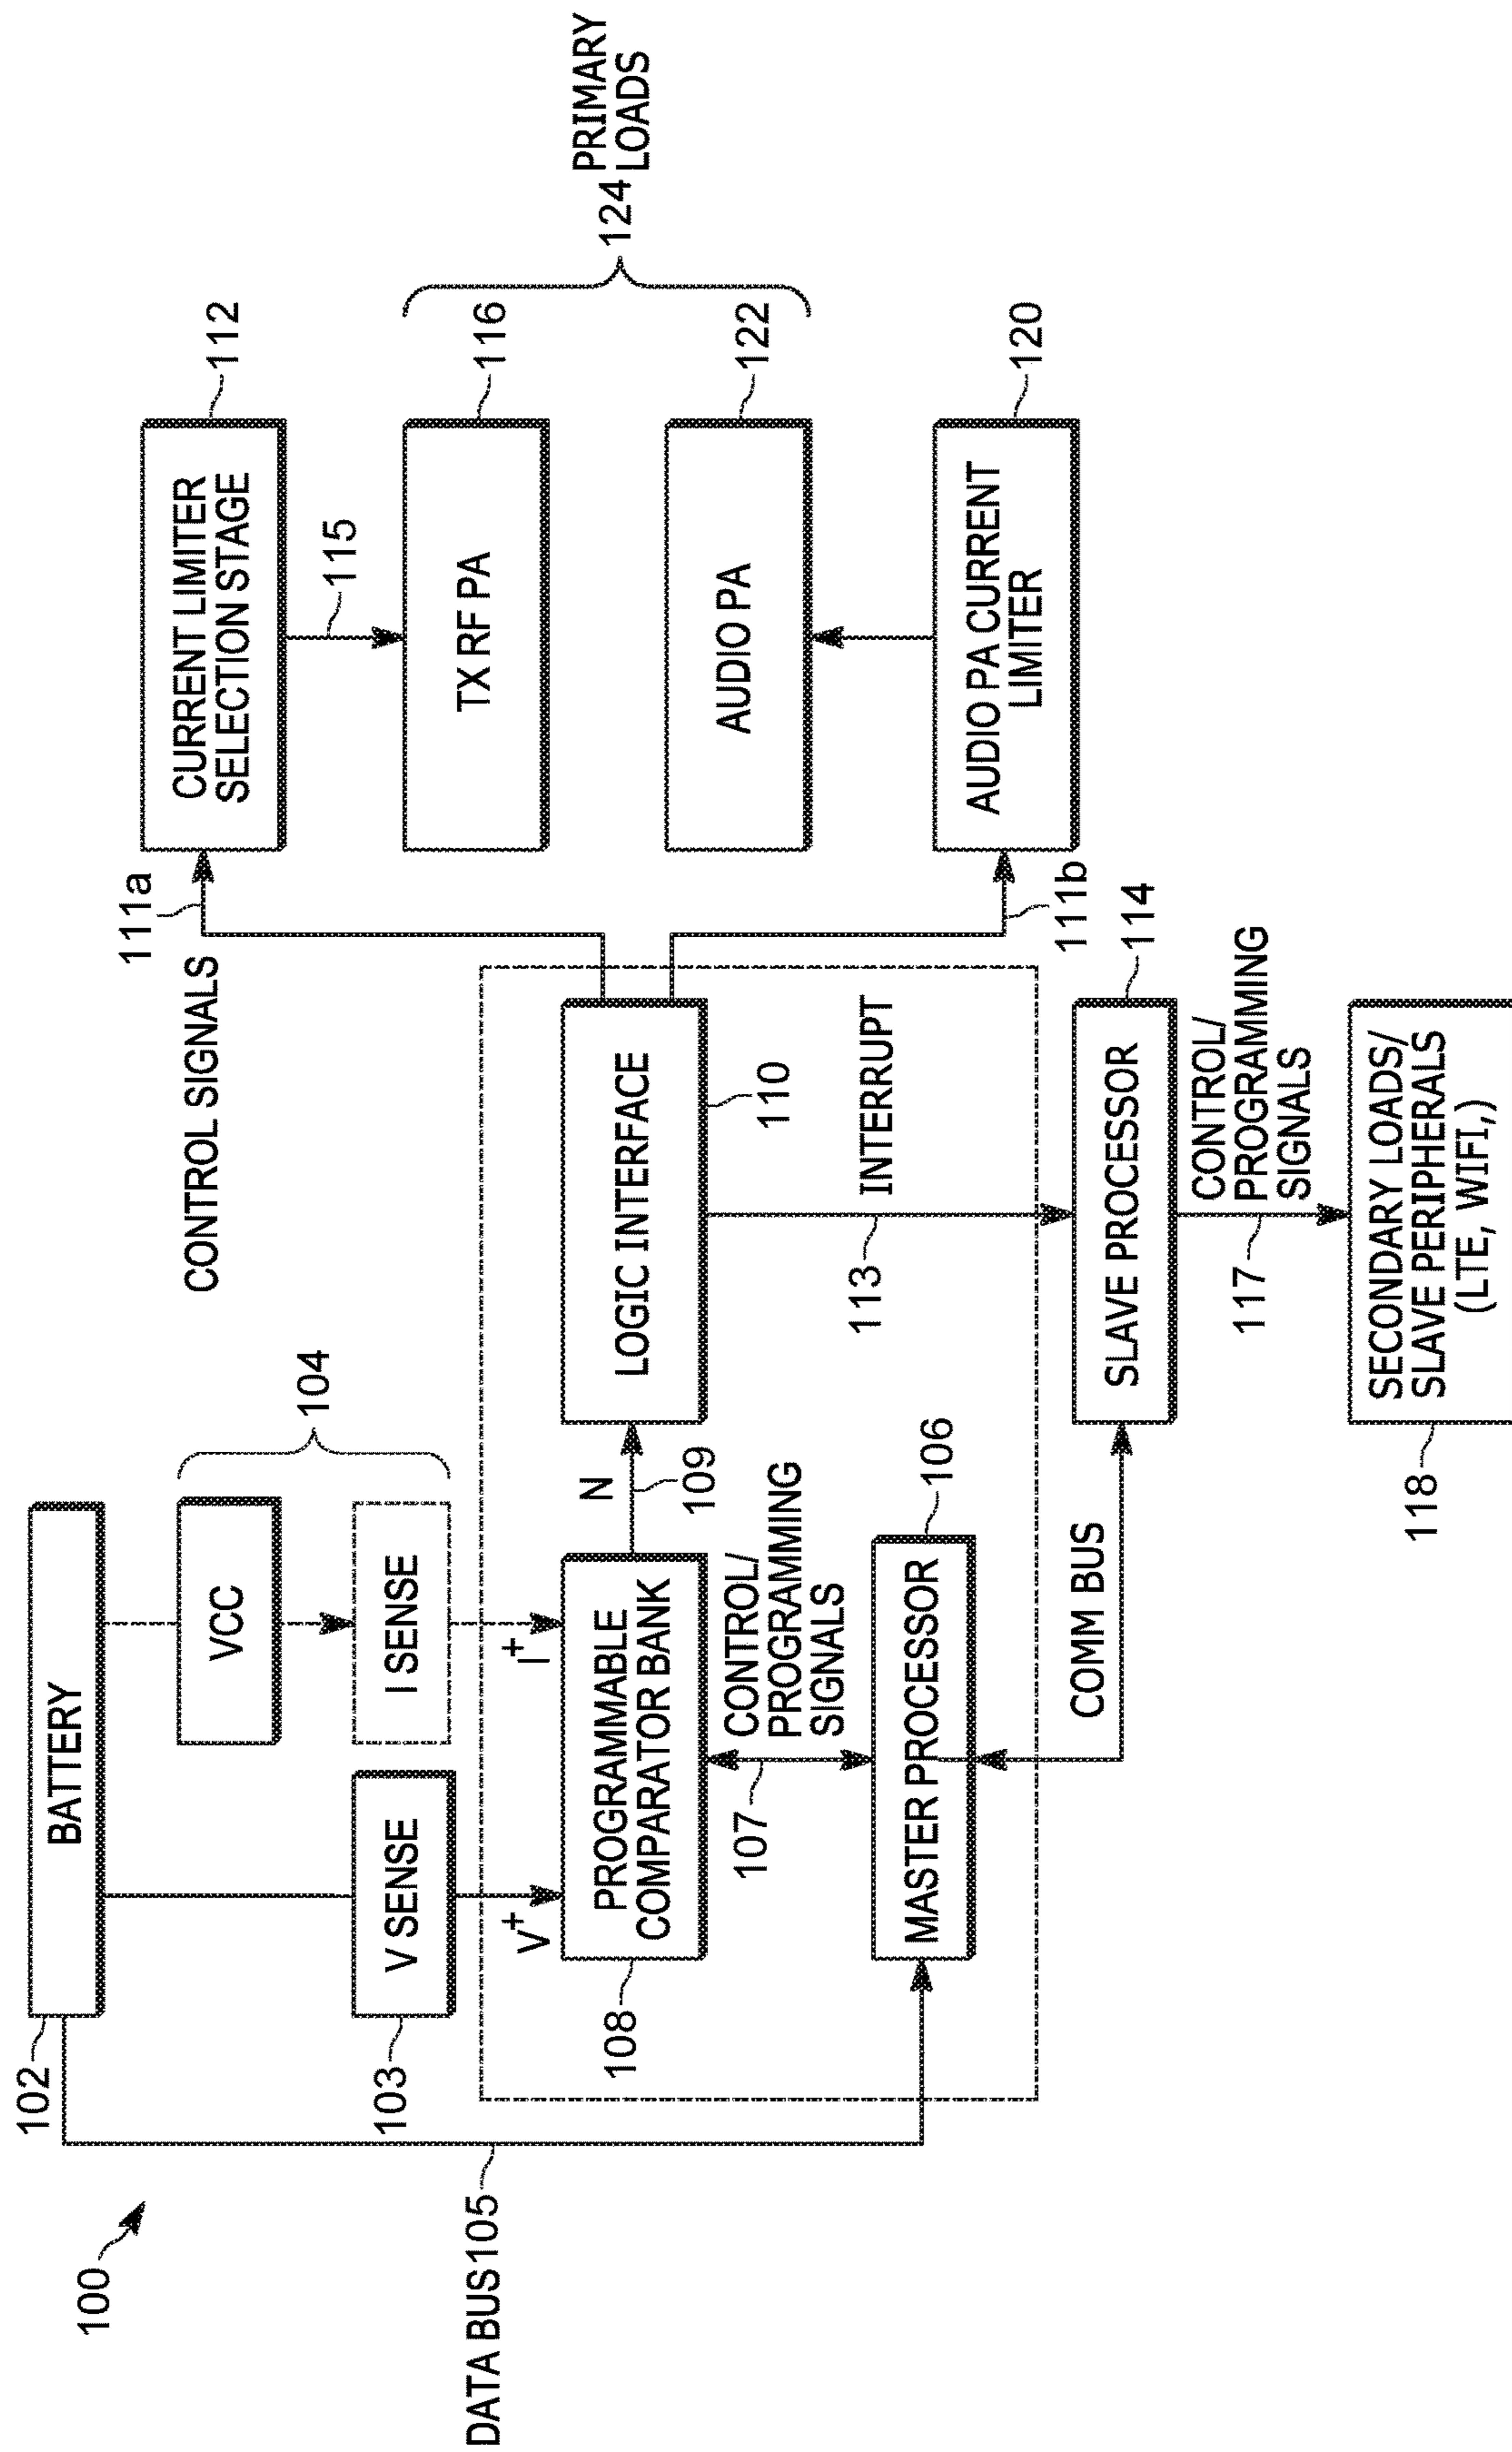 100
102
BATTERY
DATA BUS 105
103
V SENSE
VCC
I SENSE
104
V+
I+
108
PROGRAMMABLE
COMPARATOR BANK
N
109
LOGIC INTERFACE
110
107
CONTROL/
PROGRAMMING
SIGNALS
MASTER PROCESSOR
106
COMM BUS
113
INTERRUPT
SLAVE PROCESSOR
114
117
CONTROL/
PROGRAMING
SIGNALS
118
SECONDARY LOADS/
SLAVE PERIPHERALS
(LTE, WIFI,)
CONTROL SIGNALS
111a
CURRENT LIMITER
SELECTION STAGE
112
115
TX RF PA
116
AUDIO PA
122
111b
AUDIO PA CURRENT
LIMITER
120
124
PRIMARY
LOADS